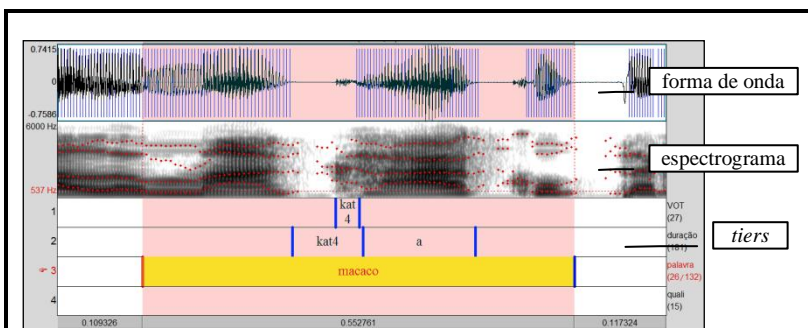 0.7415
forma de onda
0
-0.7586
6000 Hz
espectrograma
537 Hz
1
kat
4
VOT
(27)
2
kat4
a
duração
(181)
tiers
3
macaco
palavra
(26/132)
4
quali
(15)
0.109326
0.552761
0.117324